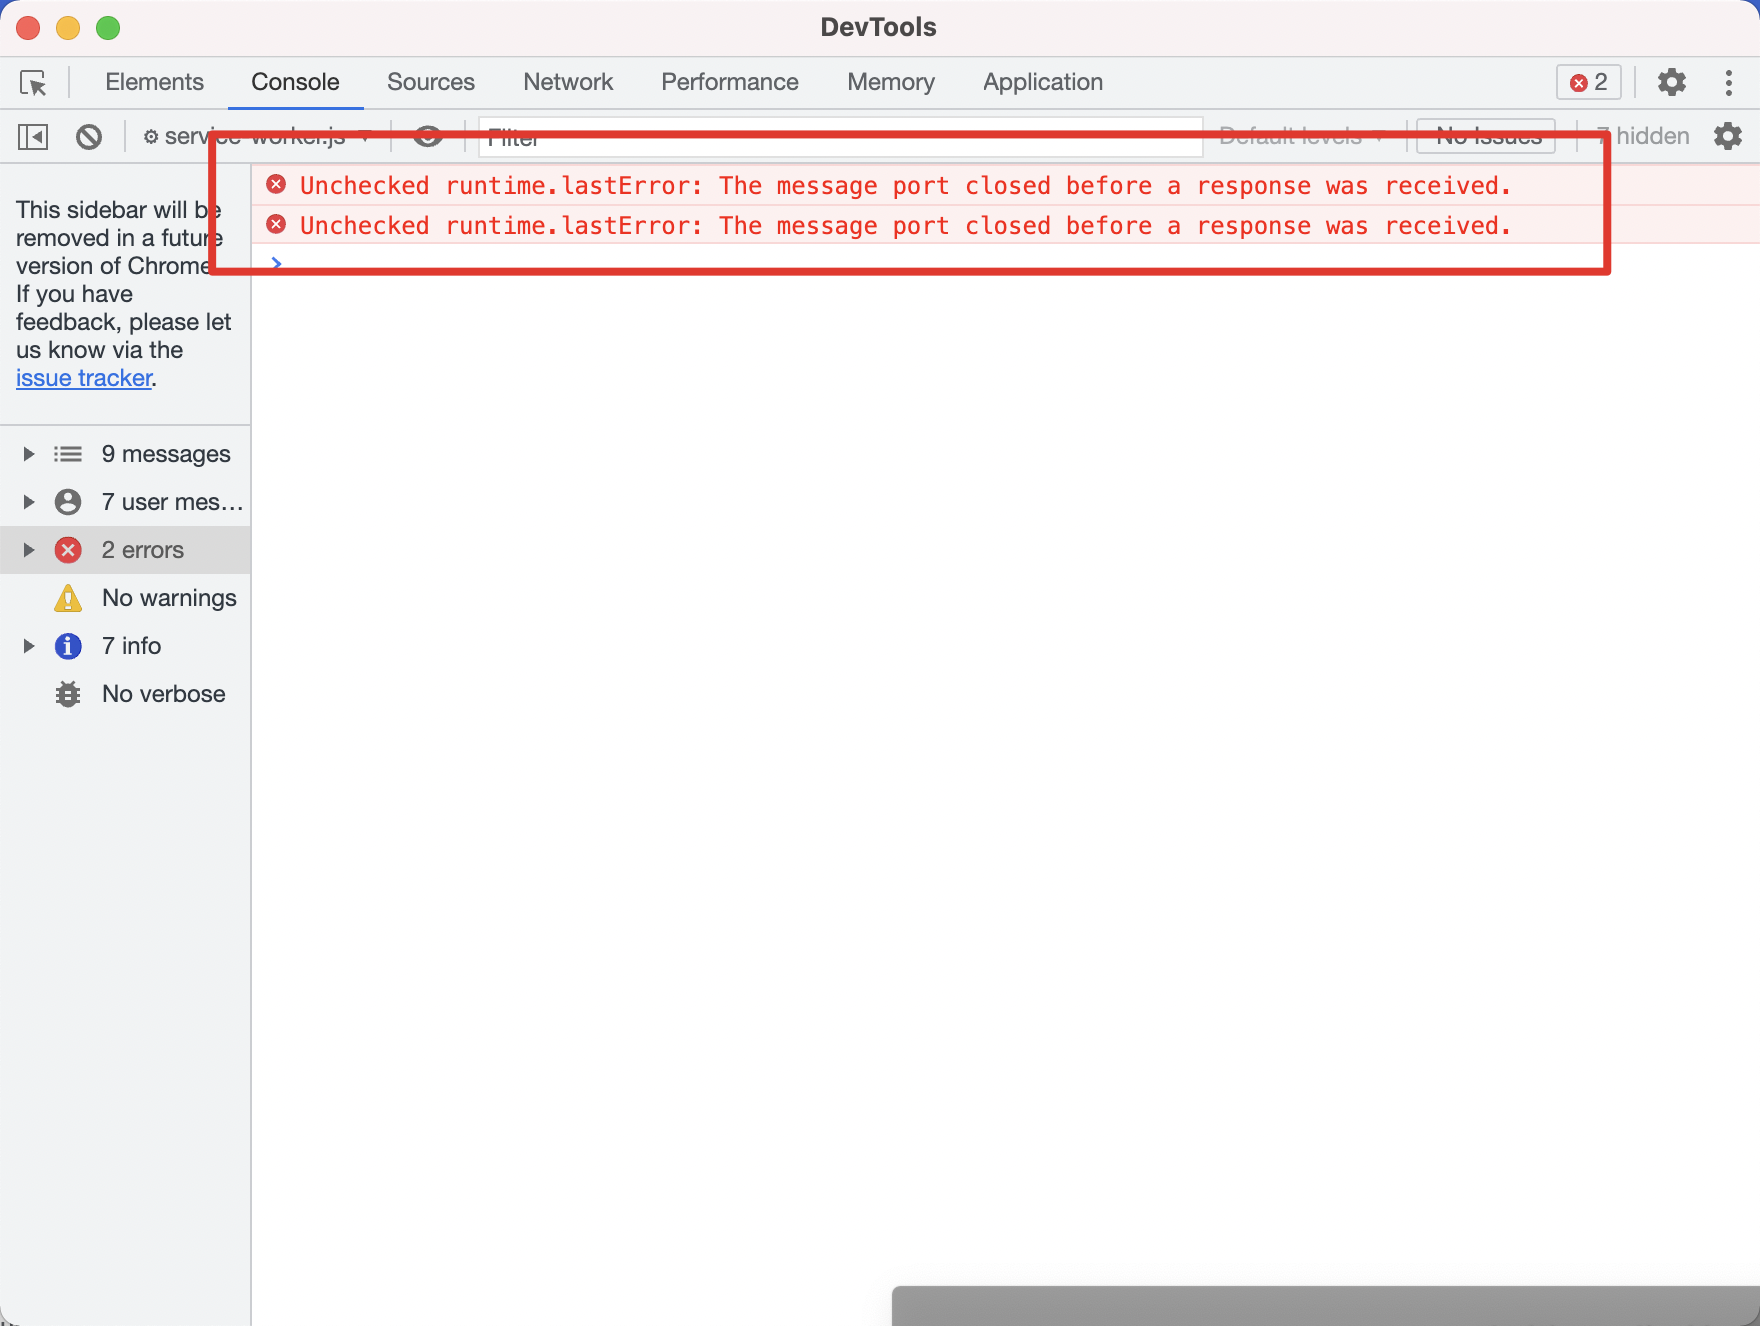 DevTools
Elements Console Sources Network Performance Memory Application 2
service-worker.js Filter Default levels No Issues 7 hidden
Unchecked runtime.lastError: The message port closed before a response was received.
Unchecked runtime.lastError: The message port closed before a response was received.
This sidebar will be
removed in a future
version of Chrome
If you have
feedback, please let
us know via the
issue tracker.
9 messages
7 user mes…
2 errors
No warnings
7 info
No verbose